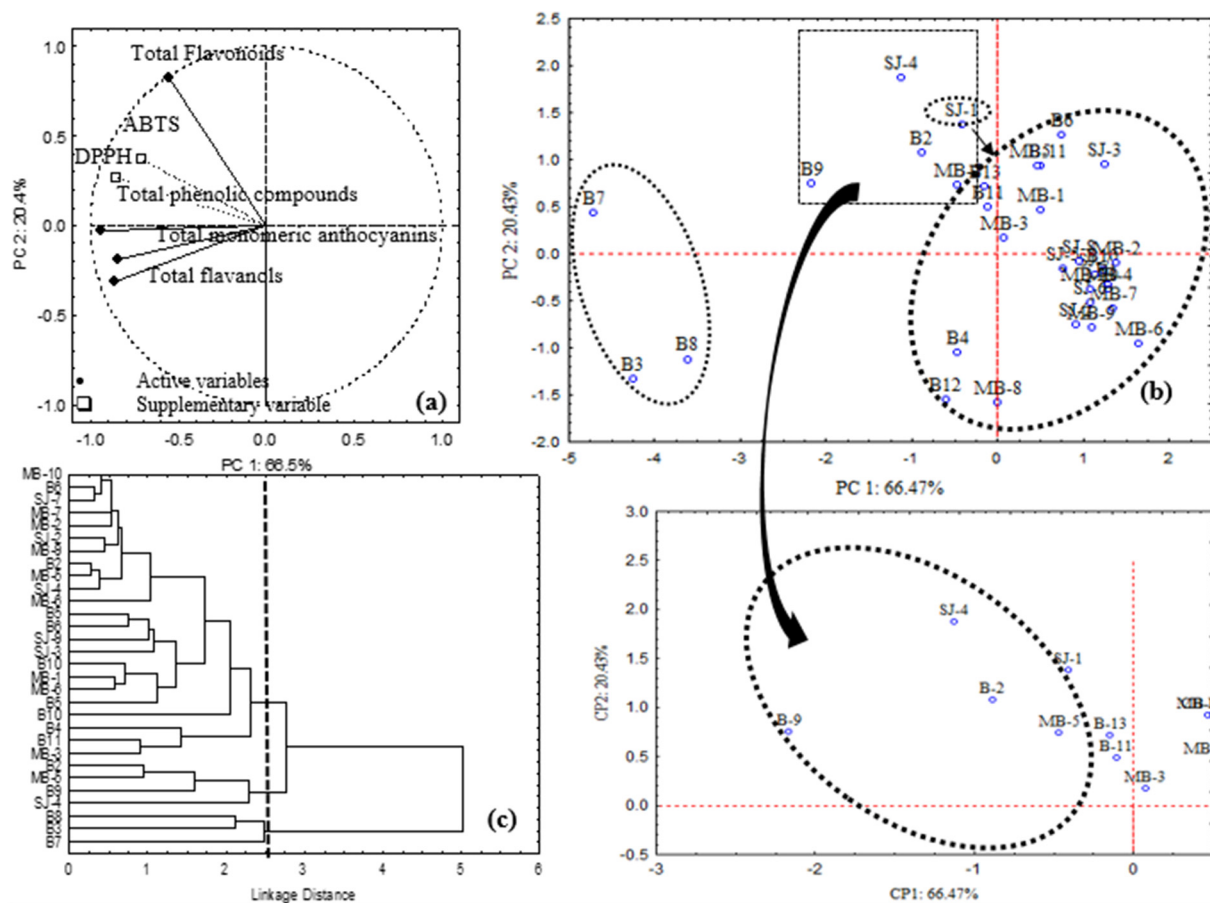 1.0
0.5
0.0
-0.5
-1.0
PC 2: 20.4%
Total Flavonoids
ABTS
DPPH
Total phenolic compounds
Total monomeric anthocyanins
Total flavanols
Active variables
Supplementary variable
(a)
-1.0 -0.5 0.0 0.5 1.0
PC 1: 66.5%
2.5
2.0
1.5
1.0
0.5
0.0
-0.5
-1.0
-1.5
-2.0
PC 2: 20.43%
SJ-4
SJ-1
B2
B9
B7
B6
SJ-3
B11
MB-1
MB-3
MB-2
MB-7
MB-9
MB-6
B4
B8
B3
B12
MB-8
(b)
-5 -4 -3 -2 -1 0 1 2
PC 1: 66.47%
MB-10
B6
SJ-7
MB-7
MB-2
SJ-2
MB-9
B2
MB-5
SJ-4
B5
B6
SJ-3
B10
MB-1
MB-6
B10
B4
B11
MB-3
B2
MB-5
B9
SJ-4
B8
B3
B7
(c)
0 1 2 3 4 5 6
Linkage Distance
3.0
2.5
2.0
1.5
1.0
0.5
0.0
-0.5
CP2: 20.43%
SJ-4
SJ-1
B-2
B-9
MB-5
B-13
B-11
MB-3
-3 -2 -1 0
CP1: 66.47%